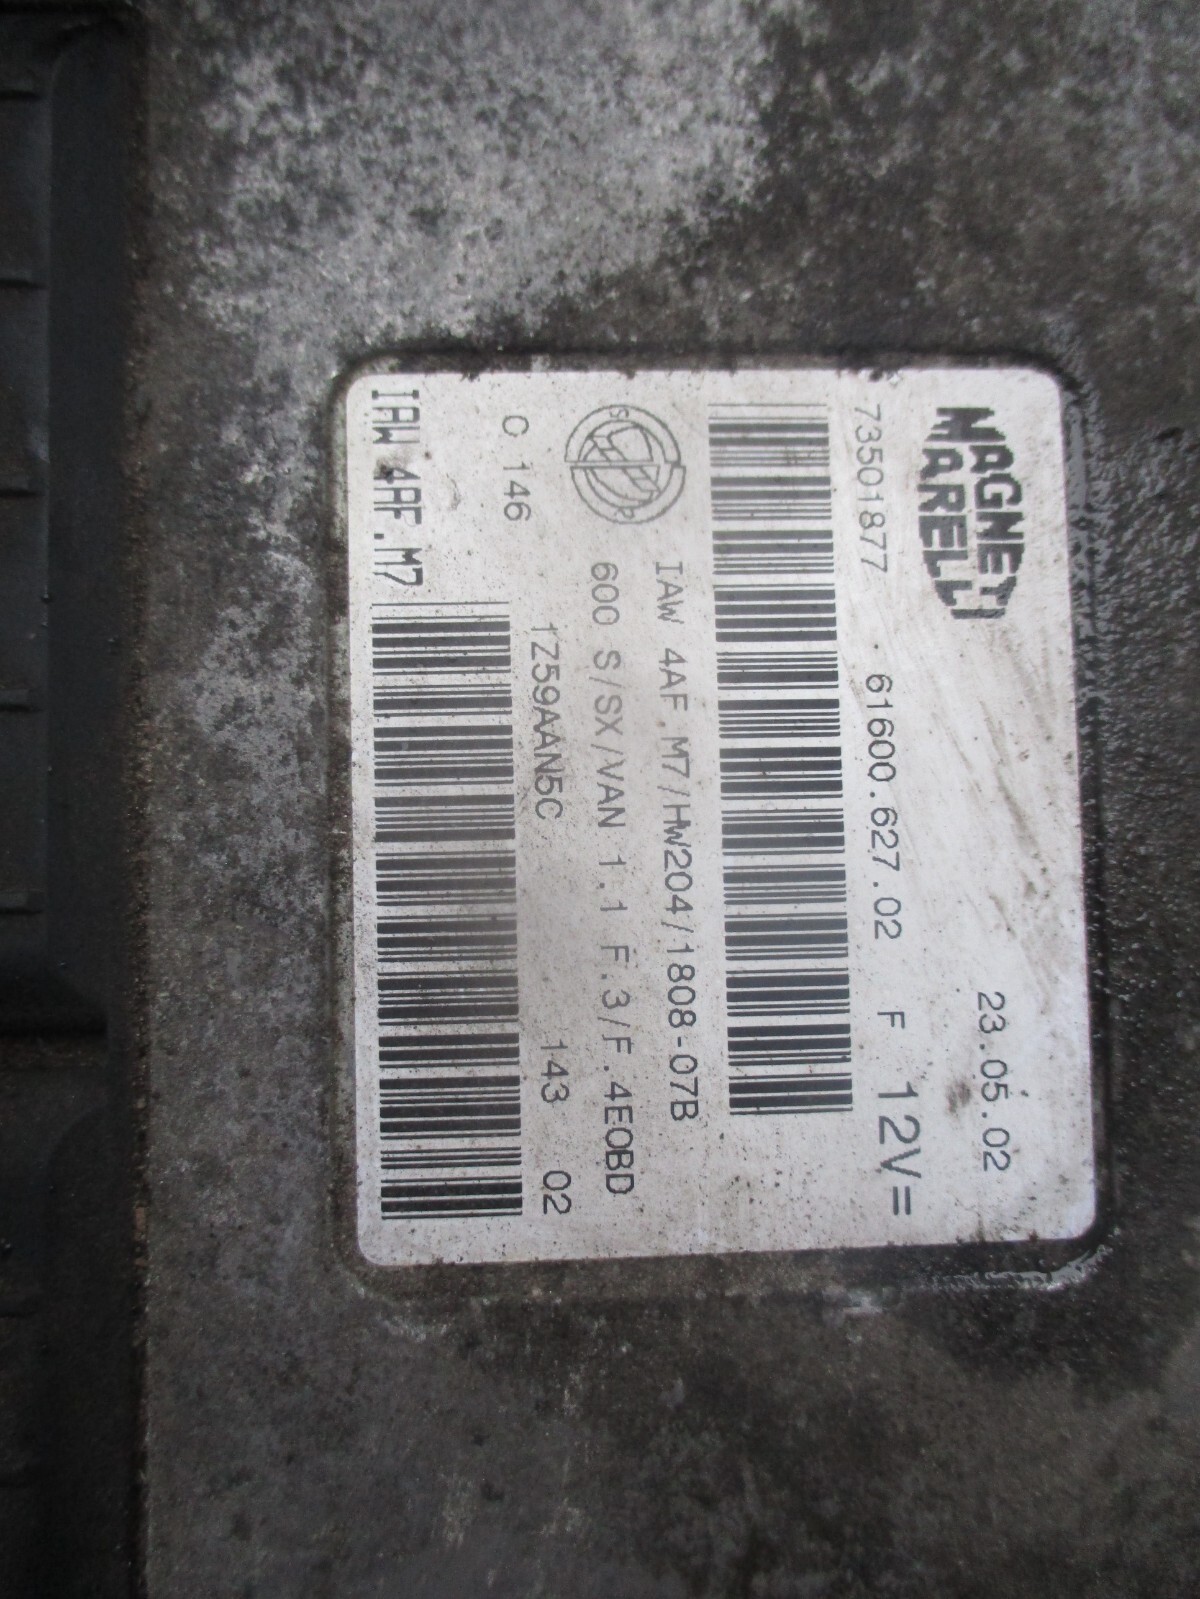 MAGNETI
MARELLI
23.05.02
73501877 61600.627.02 F 12V=
IAW 4AF.M7/HW204/1808-07B
600 S/SX/VAN 1.1 F.3/F.4EOBD
0 146
1Z59AAN5C 143 02
IAW 4AF.M7